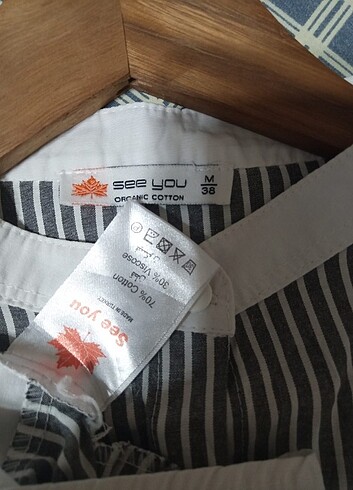 see you
ORGANIC COTTON
M
38
See you
MADE IN TURKEY
70% Cotton
30% Viscose